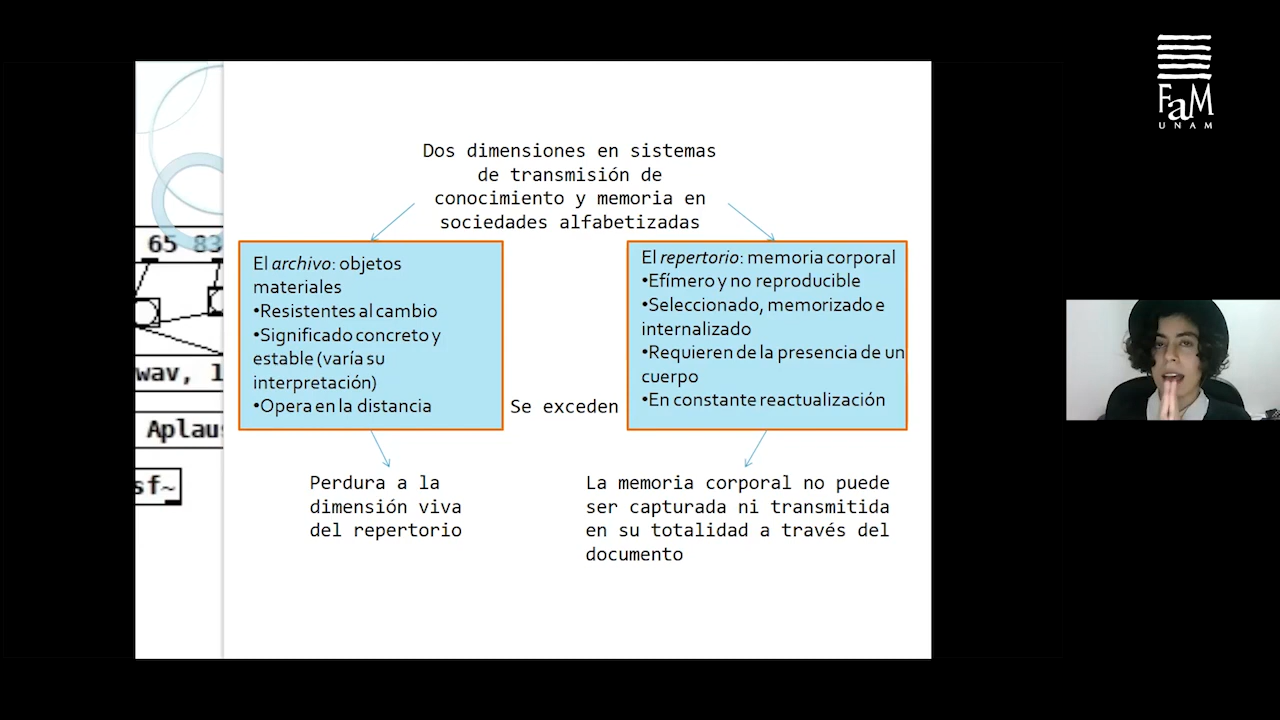 FaM
UNAM
Dos dimensiones en sistemas
de transmisión de
conocimiento y memoria en
sociedades alfabetizadas
65 83
wav, 1
Aplaus
sf~
El archivo: objetos
materiales
•Resistentes al cambio
•Significado concreto y
estable (varía su
interpretación)
•Opera en la distancia
Se exceden
El repertorio: memoria corporal
•Efímero y no reproducible
•Seleccionado, memorizado e
internalizado
•Requieren de la presencia de un
cuerpo
•En constante reactualización
Perdura a la
dimensión viva
del repertorio
La memoria corporal no puede
ser capturada ni transmitida
en su totalidad a través del
documento